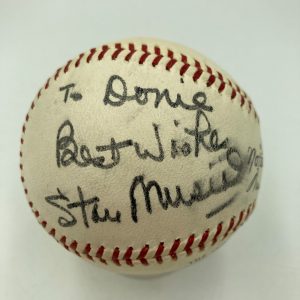 To Donie
Best Wishes
Stan Musial